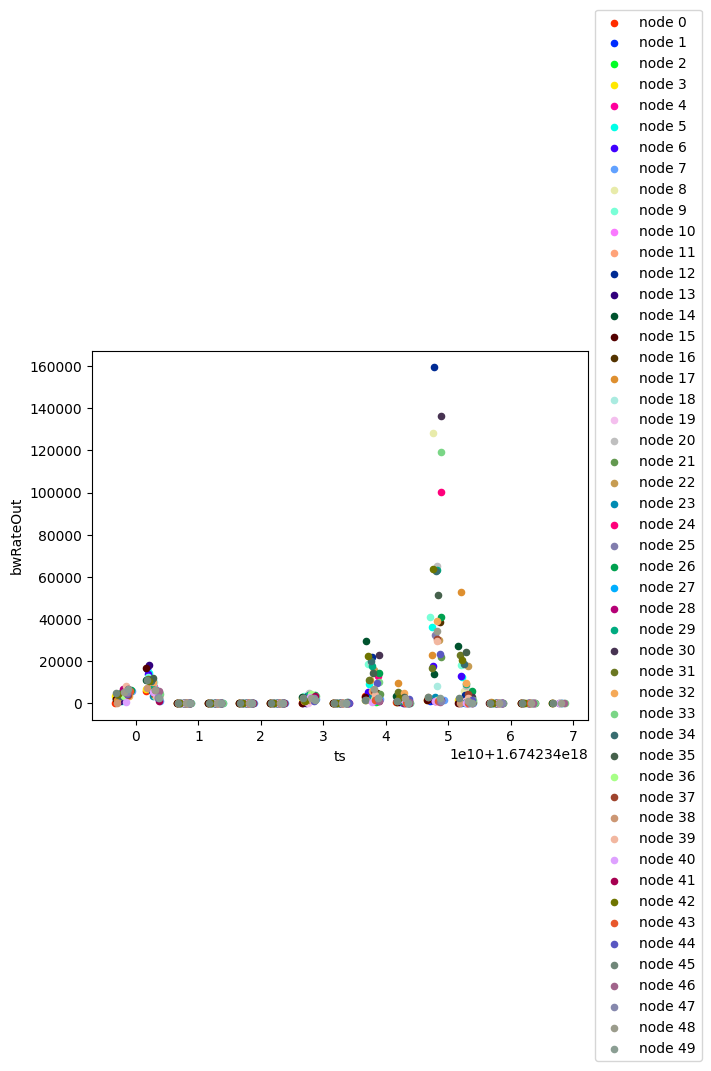 160000
140000
120000
100000
80000
60000
40000
20000
0
bwRateOut
0 1 2 3 4 5 6 7
ts
1e10+1.674234e18
node 0
node 1
node 2
node 3
node 4
node 5
node 6
node 7
node 8
node 9
node 10
node 11
node 12
node 13
node 14
node 15
node 16
node 17
node 18
node 19
node 20
node 21
node 22
node 23
node 24
node 25
node 26
node 27
node 28
node 29
node 30
node 31
node 32
node 33
node 34
node 35
node 36
node 37
node 38
node 39
node 40
node 41
node 42
node 43
node 44
node 45
node 46
node 47
node 48
node 49